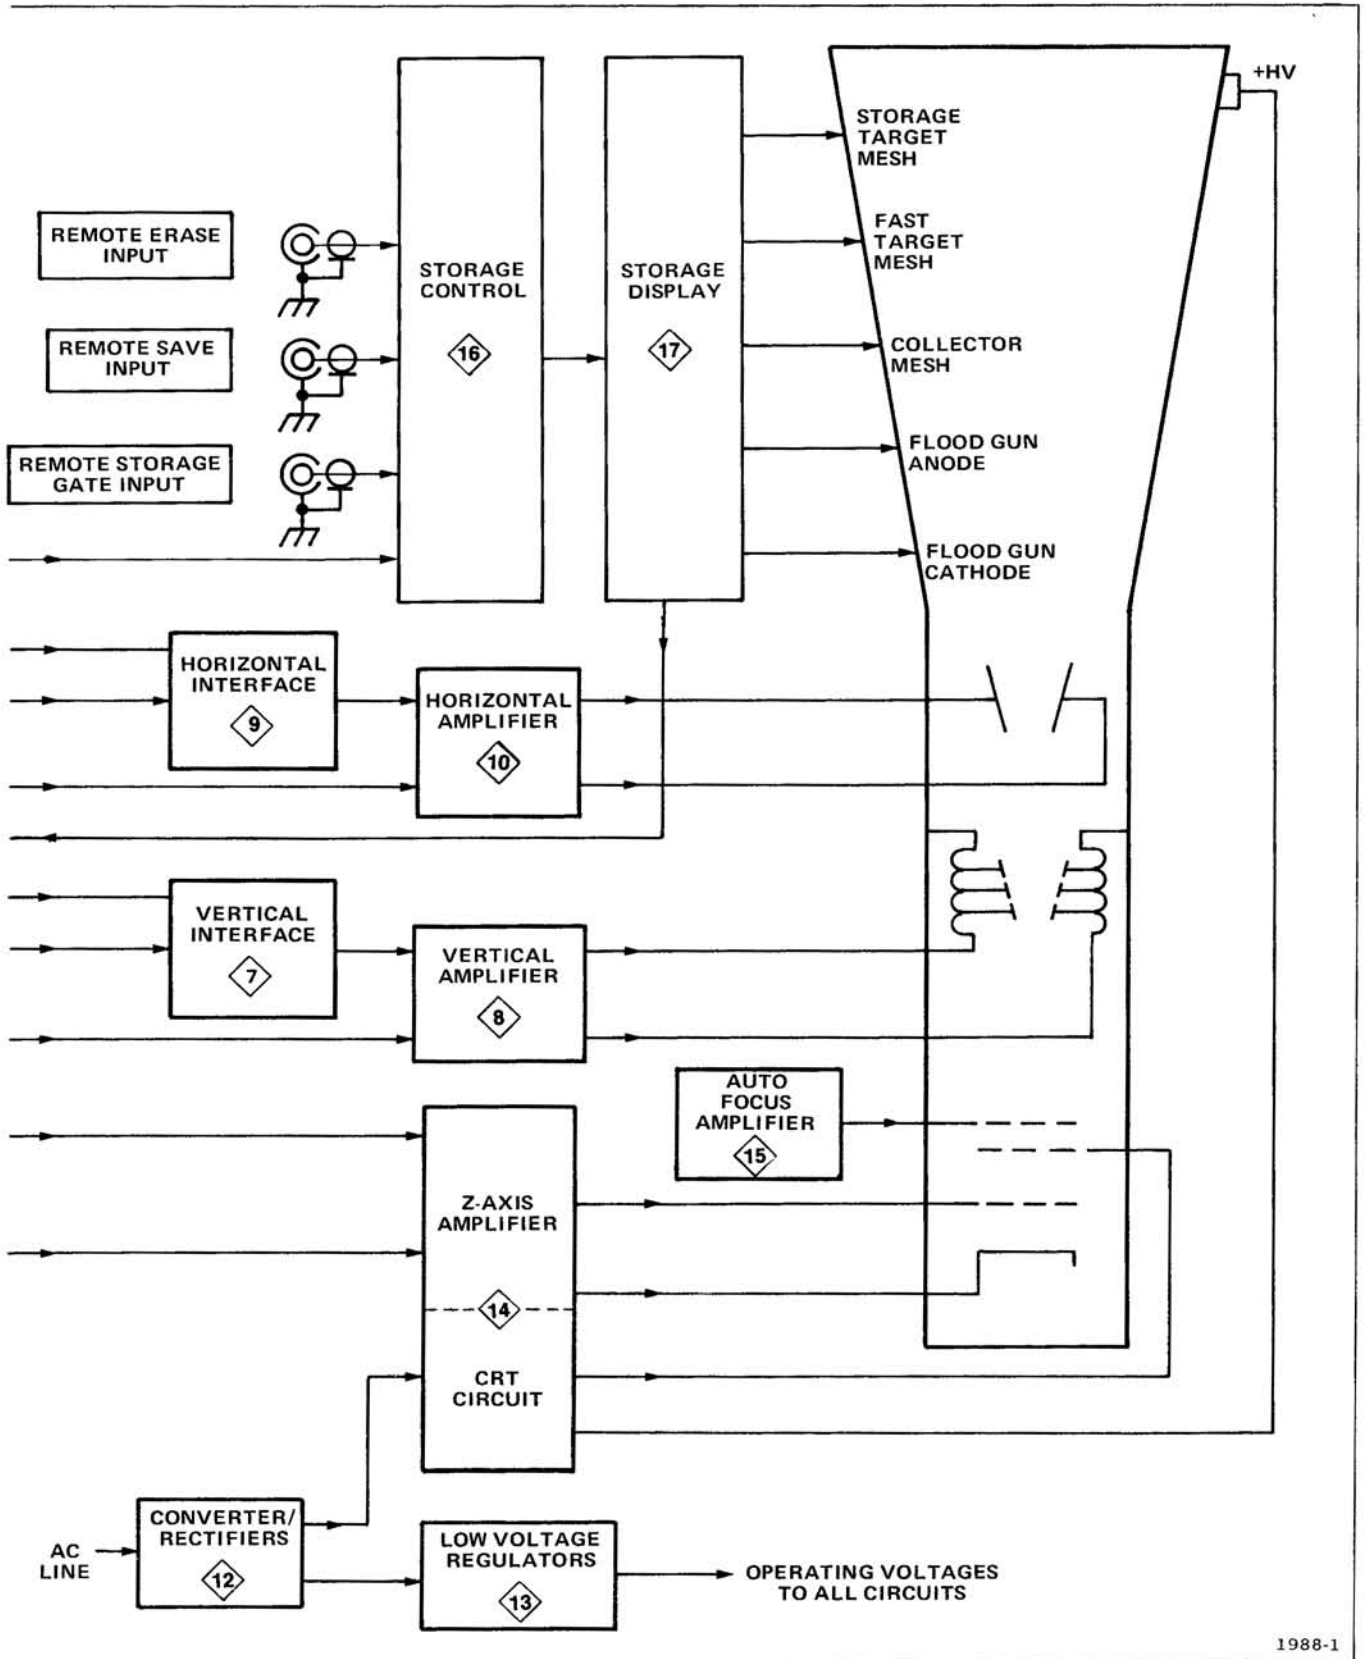 +HV
STORAGE
TARGET
MESH
REMOTE ERASE
INPUT
FAST
TARGET
MESH
STORAGE
CONTROL
16
STORAGE
DISPLAY
17
REMOTE SAVE
INPUT
COLLECTOR
MESH
REMOTE STORAGE
GATE INPUT
FLOOD GUN
ANODE
FLOOD GUN
CATHODE
HORIZONTAL
INTERFACE
9
HORIZONTAL
AMPLIFIER
10
VERTICAL
INTERFACE
7
VERTICAL
AMPLIFIER
8
AUTO
FOCUS
AMPLIFIER
15
Z-AXIS
AMPLIFIER
14
CRT
CIRCUIT
AC
LINE
CONVERTER/
RECTIFIERS
12
LOW VOLTAGE
REGULATORS
13
OPERATING VOLTAGES
TO ALL CIRCUITS
1988-1